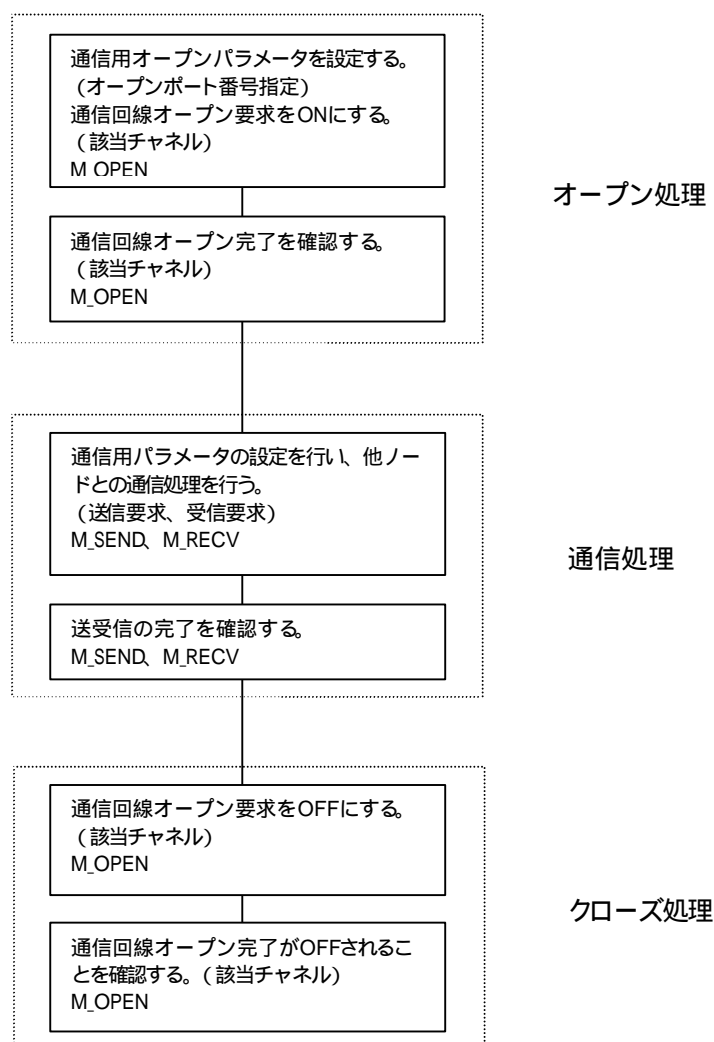 通信用オープンパラメータを設定する。
(オープンポート番号指定)
通信回線オープン要求をONにする。
(該当チャネル)
M_OPEN
オープン処理
通信回線オープン完了を確認する。
(該当チャネル)
M_OPEN
通信用パラメータの設定を行い、他ノー
ドとの通信処理を行う。
(送信要求、受信要求)
M_SEND、M_RECV
通信処理
送受信の完了を確認する。
M_SEND、M_RECV
通信回線オープン要求をOFFにする。
(該当チャネル)
M_OPEN
クローズ処理
通信回線オープン完了がOFFされるこ
とを確認する。(該当チャネル)
M_OPEN